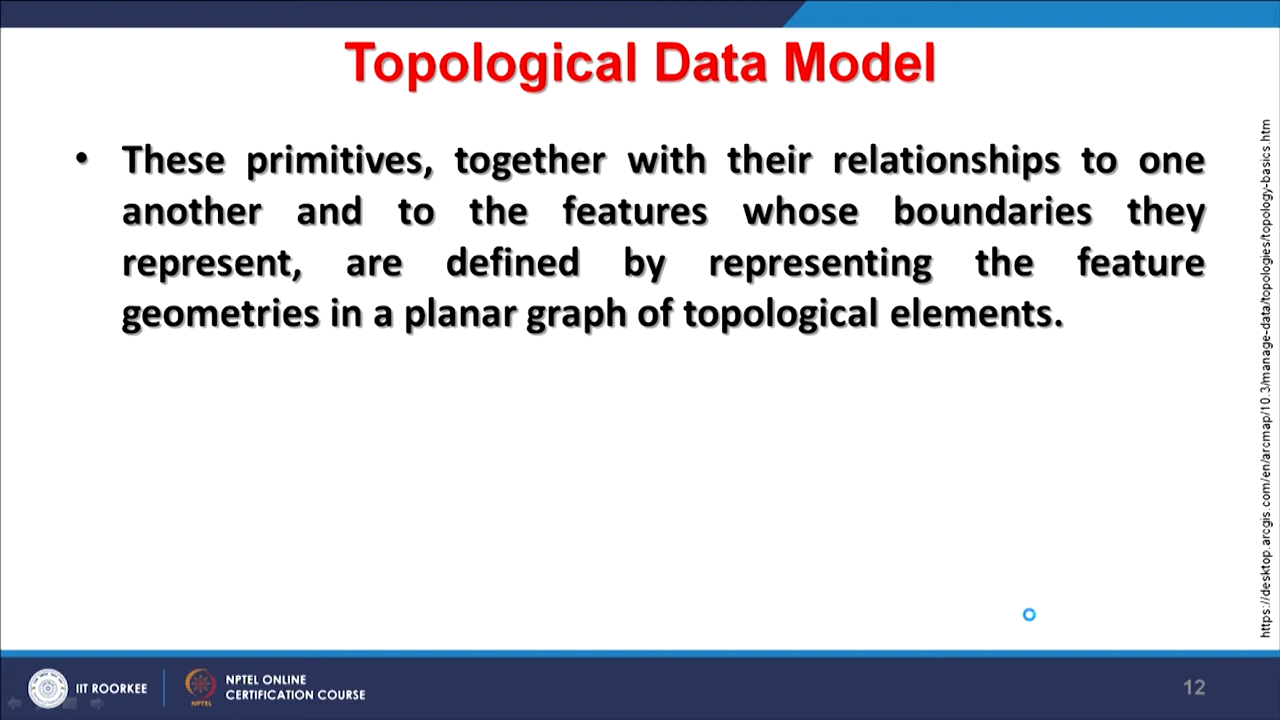 Topological Data Model
• These primitives, together with their relationships to one
another and to the features whose boundaries they
represent, are defined by representing the feature
geometries in a planar graph of topological elements.
https://desktop.arcgis.com/en/arcmap/10.3/manage-data/topologies/topology-basics.htm
IIT ROORKEE
NPTEL
NPTEL ONLINE
CERTIFICATION COURSE
12